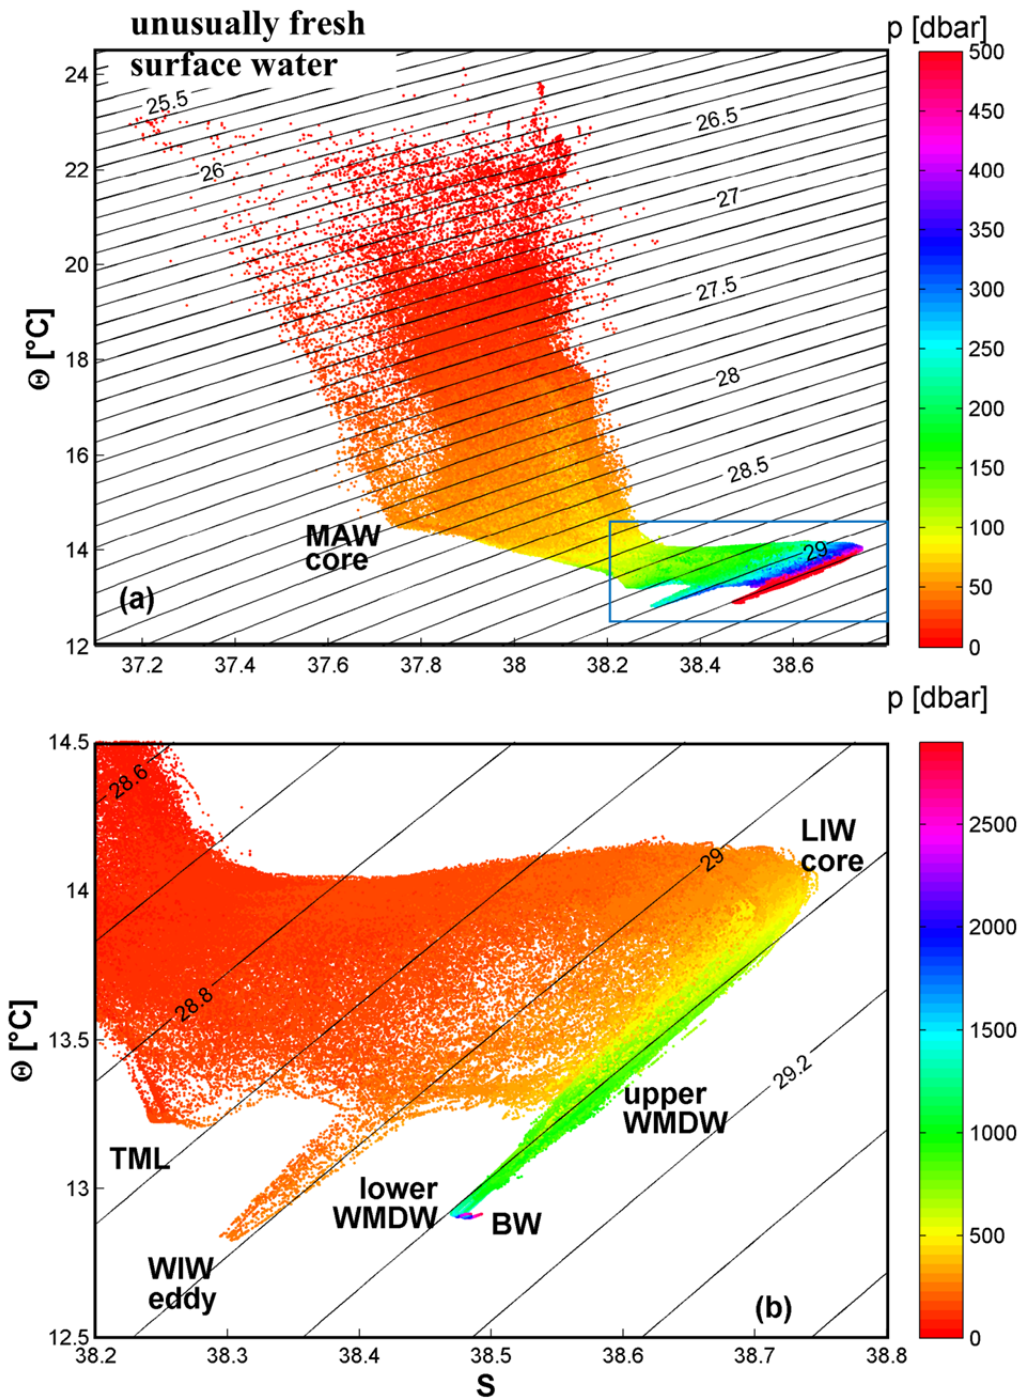 unusually fresh
surface water
p [dbar]
24
22
20
18
16
14
12
Θ [°C]
25.5
26
26.5
27
27.5
28
28.5
29
MAW
core
(a)
37.2
37.4
37.6
37.8
38
38.2
38.4
38.6
500
450
400
350
300
250
200
150
100
50
0
p [dbar]
14.5
14
13.5
13
12.5
Θ [°C]
28.6
28.8
29
29.2
LIW
core
upper
WMDW
TML
lower
WMDW
BW
WIW
eddy
(b)
38.2
38.3
38.4
38.5
38.6
38.7
38.8
S
2500
2000
1500
1000
500
0